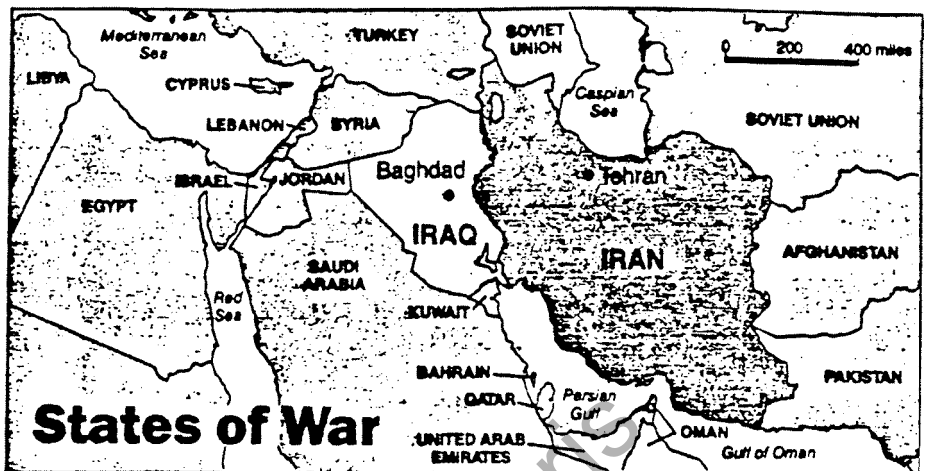 Mediterranean
Sea
TURKEY
SOVIET
UNION
0 200 400 miles
LIBYA
CYPRUS
Caspian
Sea
LEBANON
SYRIA
SOVIET UNION
Baghdad
Tehran
ISRAEL
JORDAN
EGYPT
IRAQ
IRAN
AFGHANISTAN
SAUDI
ARABIA
Red
Sea
KUWAIT
BAHRAIN
PAKISTAN
QATAR
Persian
Gulf
States of War
OMAN
UNITED ARAB
EMIRATES
Gulf of Oman